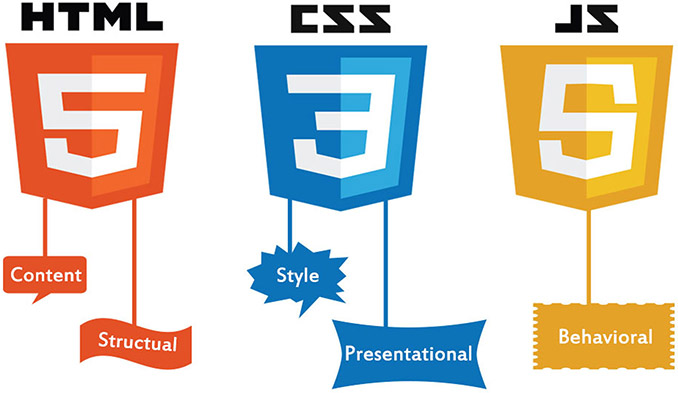 HTML
CSS
JS
5
3
5
Content
Style
Structual
Presentational
Behavioral